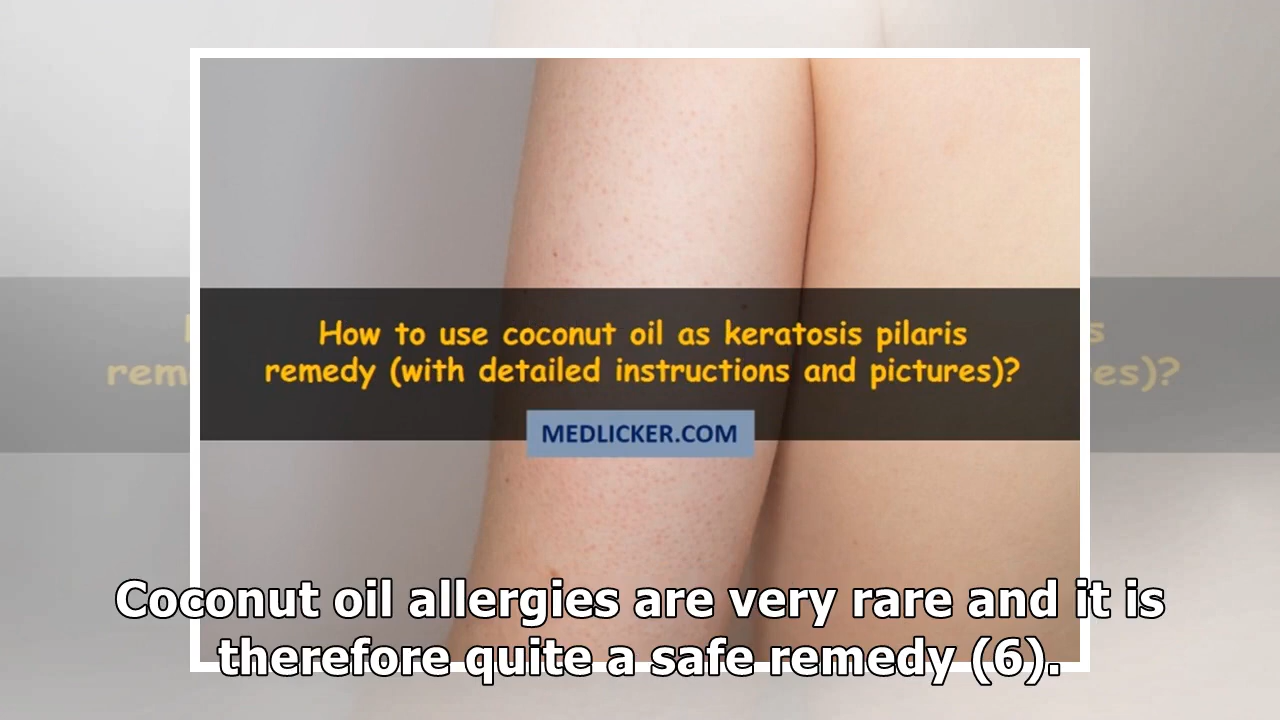 How to use coconut oil as keratosis pilaris
remedy (with detailed instructions and pictures)?
MEDLICKER.COM
Coconut oil allergies are very rare and it is
therefore quite a safe remedy (6).